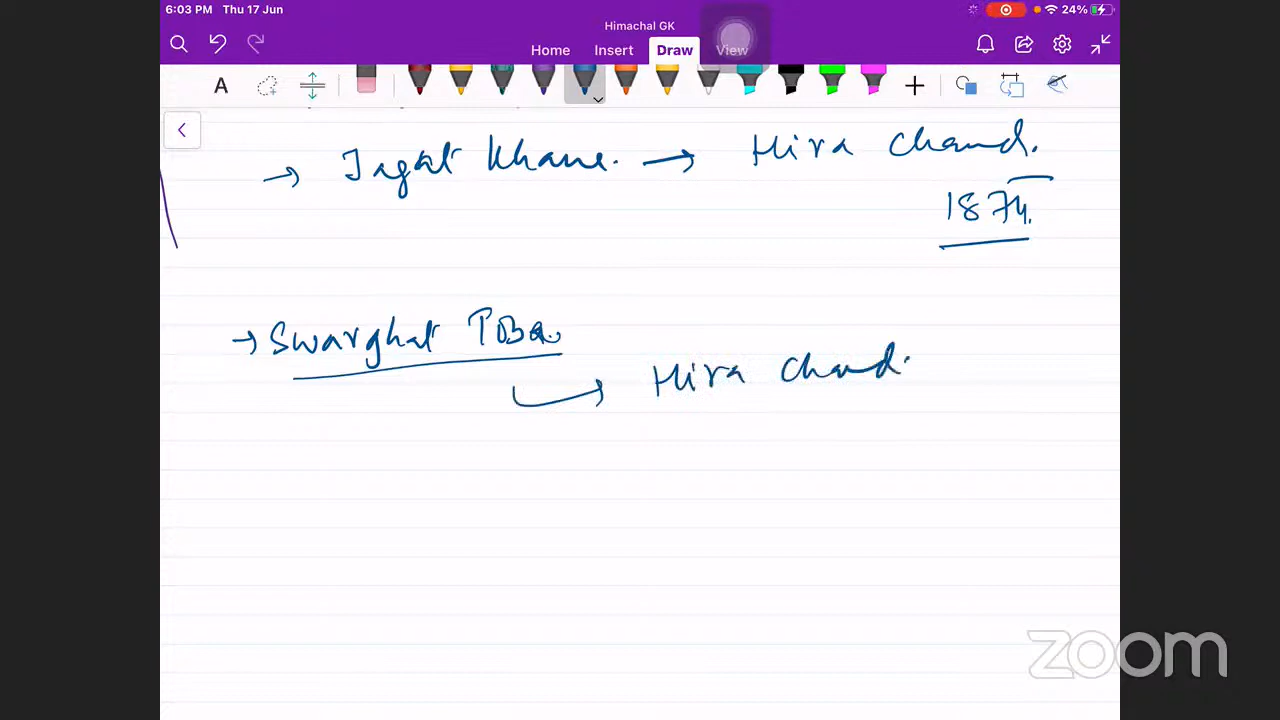 6:03 PM Thu 17 Jun
24%
Himachal GK
Home Insert Draw View
A
→ Jagat Khana. → Hira Chand.
1874.
→ Swarghat TOBa
Hira Chand.
zoom